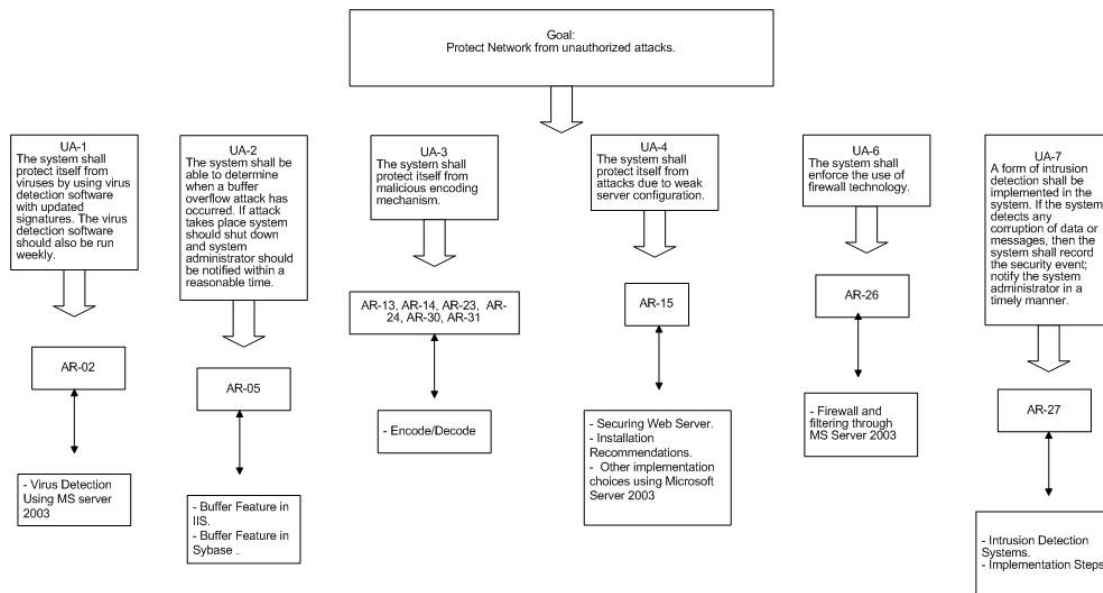 Goal:
Protect Network from unauthorized attacks.
UA-1
The system shall
protect itself from
viruses by using virus
detection software
with updated
signatures. The virus
detection software
should also be run
weekly.
AR-02
- Virus Detection
Using MS server
2003
UA-2
The system shall be
able to determine
when a buffer
overflow attack has
occurred. If attack
takes place system
should shut down
and system
administrator should
be notified within a
reasonable time.
AR-05
- Buffer Feature in
IIS.
- Buffer Feature in
Sybase .
UA-3
The system shall
protect itself from
malicious encoding
mechanism.
AR-13, AR-14, AR-23, AR-
24, AR-30, AR-31
- Encode/Decode
UA-4
The system shall
protect itself from
attacks due to weak
server configuration.
AR-15
- Securing Web Server.
- Installation
Recommendations.
- Other implementation
choices using Microsoft
Server 2003
UA-6
The system shall
enforce the use of
firewall technology.
AR-26
- Firewall and
filtering through
MS Server 2003
UA-7
A form of intrusion
detection shall be
implemented in the
system. If the system
detects any
corruption of data or
messages, then the
system shall record
the security event;
notify the system
administrator in a
timely manner.
AR-27
- Intrusion Detection
Systems.
- Implementation Steps